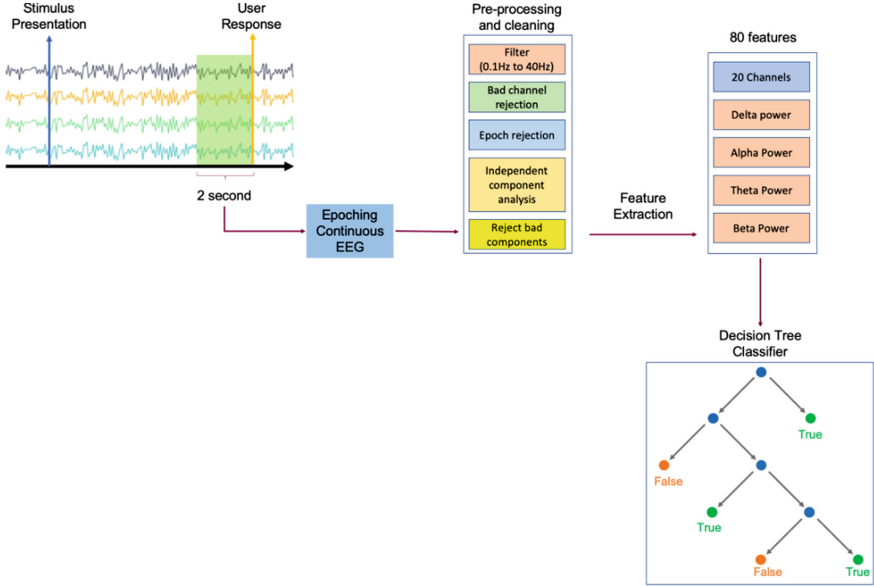 Stimulus
Presentation
User
Response
2 second
Epoching
Continuous
EEG
Pre-processing
and cleaning
Filter
(0.1Hz to 40Hz)
Bad channel
rejection
Epoch rejection
Independent
component
analysis
Reject bad
components
Feature
Extraction
80 features
20 Channels
Delta power
Alpha Power
Theta Power
Beta Power
Decision Tree
Classifier
True
False
True
False
True